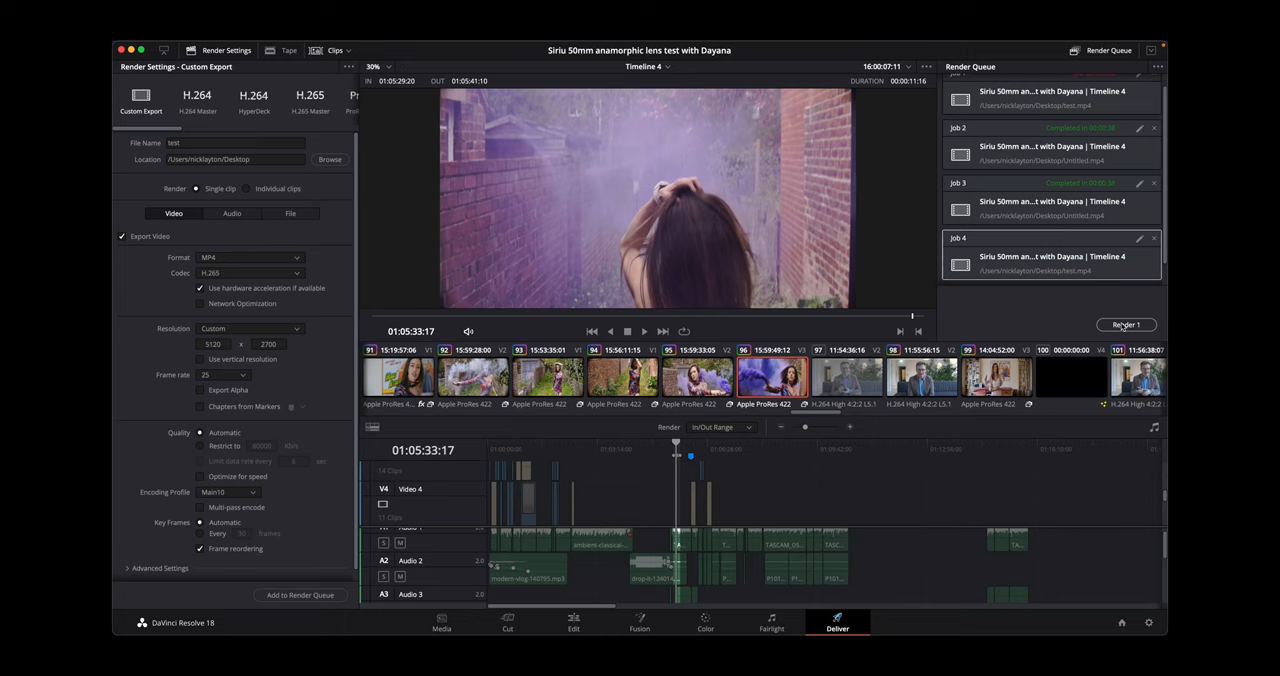 Render Settings
Tape
Clips
Siriu 50mm anamorphic lens test with Dayana
Render Queue
Render Settings - Custom Export
30%
Timeline 4
16:00:07:11
Render Queue
IN 01:05:29:20 OUT 01:05:41:10
DURATION 00:00:11:16
H.264
H.264
H.265
Custom Export
H.264 Master
HyperDeck
H.265 Master
File Name test
Location /Users/nicklayton/Desktop
Browse
Render Single clip Individual clips
Video Audio File
Export Video
Format MP4
Codec H.265
Use hardware acceleration if available
Network Optimization
Resolution Custom
5120 x 2700
Use vertical resolution
Frame rate 25
Export Alpha
Chapters from Markers
Quality Automatic
Restrict to 80000 Kb/s
Limit data rate every 6 sec
Optimize for speed
Encoding Profile Main10
Multi-pass encode
Key Frames Automatic
Every 30 frames
Frame reordering
Advanced Settings
Add to Render Queue
Siriu 50mm an...t with Dayana | Timeline 4
/Users/nicklayton/Desktop/test.mp4
Job 2 Completed in 00:00:38
Siriu 50mm an...t with Dayana | Timeline 4
/Users/nicklayton/Desktop/Untitled.mp4
Job 3 Completed in 00:00:38
Siriu 50mm an...t with Dayana | Timeline 4
/Users/nicklayton/Desktop/Untitled.mp4
Job 4
Siriu 50mm an...t with Dayana | Timeline 4
/Users/nicklayton/Desktop/test.mp4
Render 1
01:05:33:17
91 15:19:57:06 V1
92 15:59:28:00 V2
93 13:53:35:01 V2
94 15:56:11:15 V1
95 15:59:33:05 V2
96 15:59:49:12 V3
97 11:54:36:16 V2
98 11:55:56:15 V2
99 14:04:52:00 V3
100 00:00:00:00 V4
101 11:56:38:07
Apple ProRes 4...
fx
Apple ProRes 422
Apple ProRes 422
Apple ProRes 422
Apple ProRes 422
Apple ProRes 422
H.264 High 4:2:2 L5.1
H.264 High 4:2:2 L5.1
Apple ProRes 422
H.264 High 4:2:2
Render In/Out Range
01:05:33:17
01:00:00:00
01:03:14:00
01:06:28:00
01:09:42:00
01:12:56:00
01:16:10:00
14 Clips
V4 Video 4
11 Clips
A1 Audio 1
S M
ambient-classical-...
T...
TASCAM_05...
TASC...
TA...
A2 Audio 2 2.0
S M
modern-vlog-140795.mp3
drop-it-124014
P...
P101...
P1...
P101...
A3 Audio 3 2.0
DaVinci Resolve 18
Media
Cut
Edit
Fusion
Color
Fairlight
Deliver